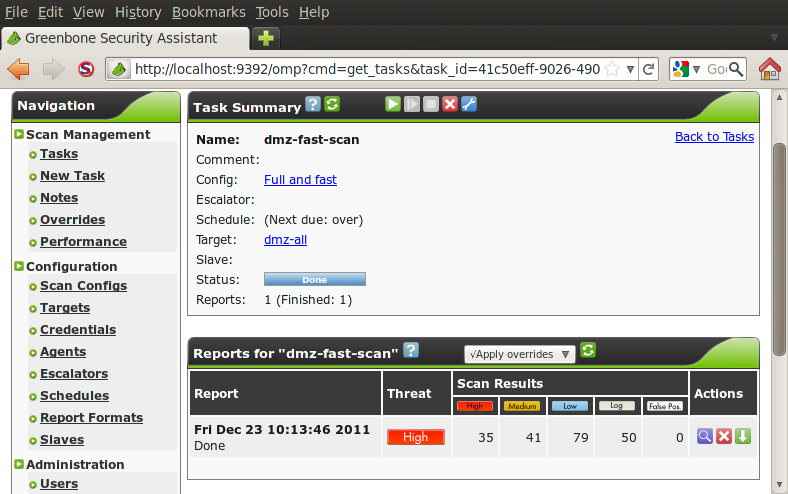 File Edit View History Bookmarks Tools Help
Greenbone Security Assistant
http://localhost:9392/omp?cmd=get_tasks&task_id=41c50eff-9026-490
Go
Navigation
Scan Management
Tasks
New Task
Notes
Overrides
Performance
Configuration
Scan Configs
Targets
Credentials
Agents
Escalators
Schedules
Report Formats
Slaves
Administration
Users
Task Summary ?
Name: dmz-fast-scan Back to Tasks
Comment:
Config: Full and fast
Escalator:
Schedule: (Next due: over)
Target: dmz-all
Slave:
Status: Done
Reports: 1 (Finished: 1)
Reports for "dmz-fast-scan" ? √Apply overrides
Report Threat Scan Results Actions
High Medium Low Log False Pos.
Fri Dec 23 10:13:46 2011 High 35 41 79 50 0
Done